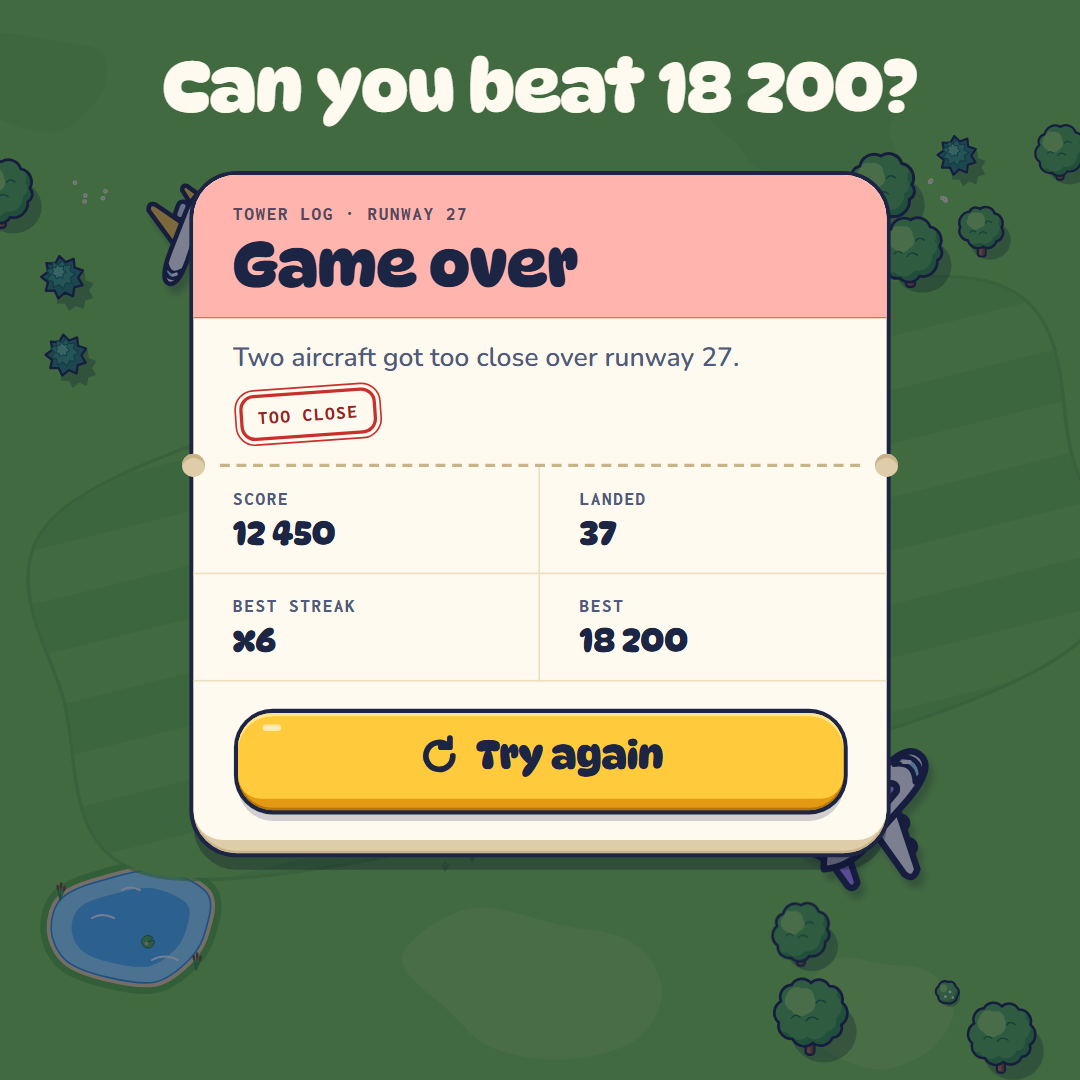 Can you beat 18 200?
TOWER LOG · RUNWAY 27
Game over
Two aircraft got too close over runway 27.
TOO CLOSE
SCORE
12 450
LANDED
37
BEST STREAK
x6
BEST
18 200
Try again